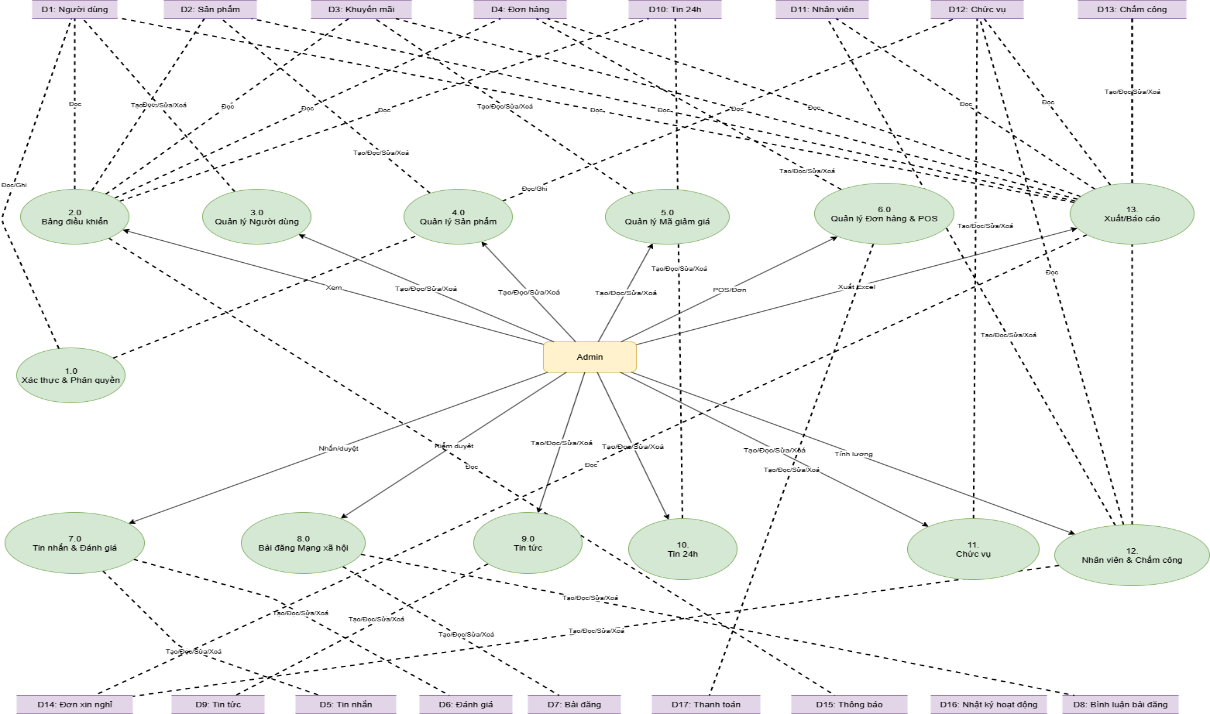 D1: Người dùng
D2: Sản phẩm
D3: Khuyến mãi
D4: Đơn hàng
D10: Tin 24h
D11: Nhân viên
D12: Chức vụ
D13: Chấm công
Đọc
Tạo/Đọc/Sửa/Xoá
Đọc
Đọc
Đọc
Tạo/Đọc/Sửa/Xoá
Đọc
Đọc
Đọc
Đọc
Đọc
Đọc
Tạo/Đọc/Sửa/Xoá
Tạo/Đọc/Sửa/Xoá
Tạo/Đọc/Sửa/Xoá
Đọc/Ghi
Đọc/Ghi
2.0
Bảng điều khiển
3.0
Quản lý Người dùng
4.0
Quản lý Sản phẩm
5.0
Quản lý Mã giảm giá
6.0
Quản lý Đơn hàng & POS
13.
Xuất/Báo cáo
Tạo/Đọc/Sửa/Xoá
Tạo/Đọc/Sửa/Xoá
Đọc
Xem
Tạo/Đọc/Sửa/Xoá
Tạo/Đọc/Sửa/Xoá
Tạo/Đọc/Sửa/Xoá
POS/Đơn
Xuất Excel
Tạo/Đọc/Sửa/Xoá
Admin
1.0
Xác thực & Phân quyền
Nhắn/duyệt
Kiểm duyệt
Đọc
Tạo/Đọc/Sửa/Xoá
Tạo/Đọc/Sửa/Xoá
Đọc
Tạo/Đọc/Sửa/Xoá
Tạo/Đọc/Sửa/Xoá
Tính lương
7.0
Tin nhắn & Đánh giá
8.0
Bài đăng Mạng xã hội
9.0
Tin tức
10.
Tin 24h
11.
Chức vụ
12.
Nhân viên & Chấm công
Tạo/Đọc/Sửa/Xoá
Tạo/Đọc/Sửa/Xoá
Tạo/Đọc/Sửa/Xoá
Tạo/Đọc/Sửa/Xoá
Tạo/Đọc/Sửa/Xoá
Tạo/Đọc/Sửa/Xoá
D14: Đơn xin nghỉ
D9: Tin tức
D5: Tin nhắn
D6: Đánh giá
D7: Bài đăng
D17: Thanh toán
D15: Thông báo
D16: Nhật ký hoạt động
D8: Bình luận bài đăng